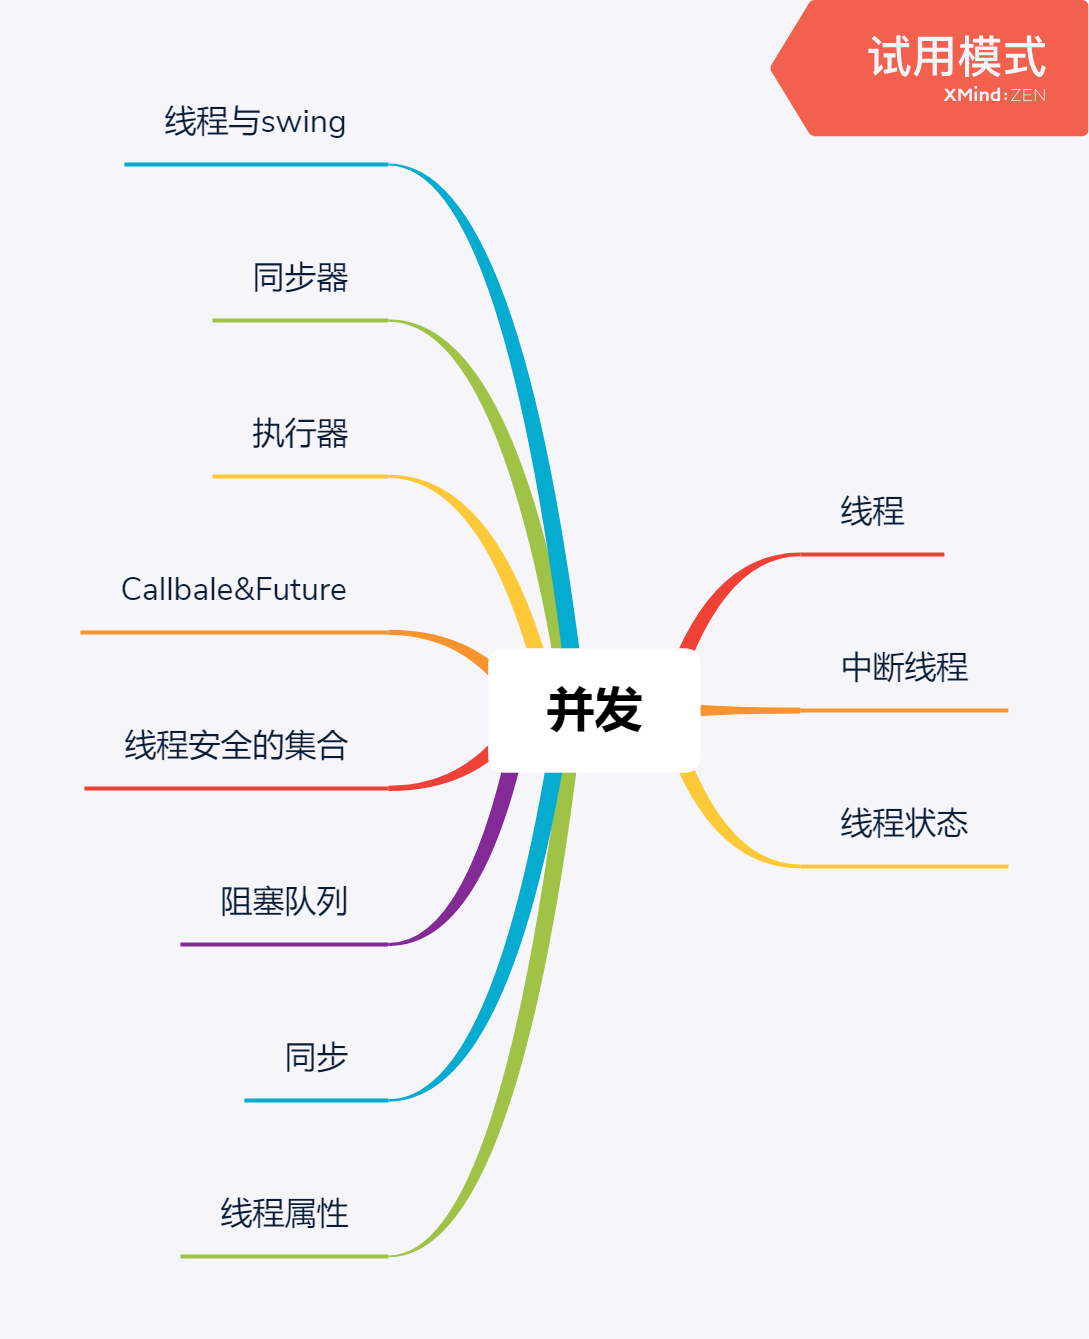 试用模式
XMind:ZEN
线程与swing
同步器
执行器
Callbale&Future
线程安全的集合
阻塞队列
同步
线程属性
并发
线程
中断线程
线程状态